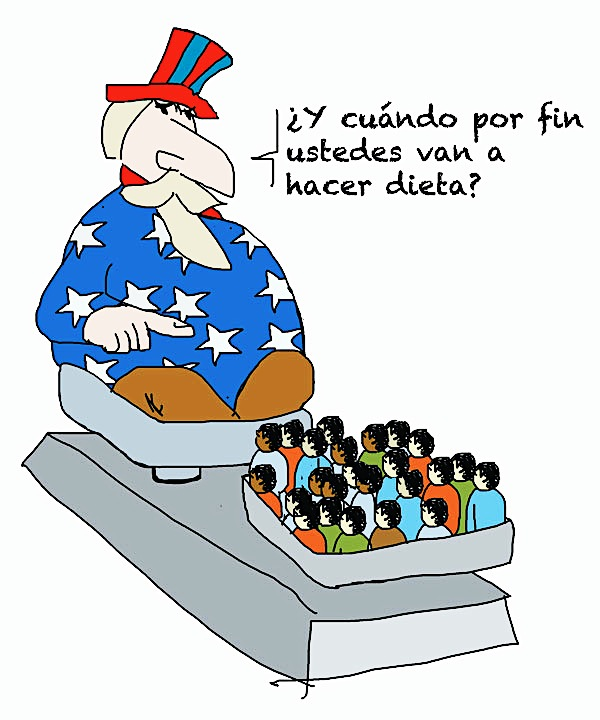 ¿Y cuándo por fin
ustedes van a
hacer dieta?